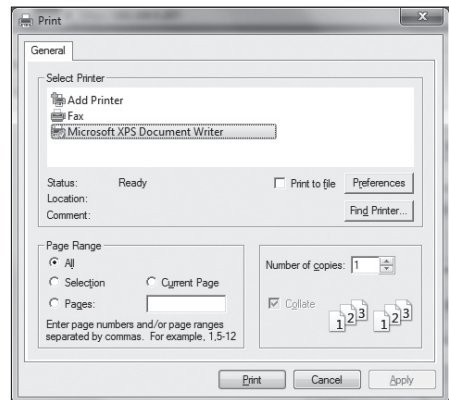 Print
General
Select Printer
Add Printer
Fax
Microsoft XPS Document Writer
Status: Ready
Print to file
Preferences
Location:
Comment:
Find Printer...
Page Range
All
Selection
Current Page
Pages:
Enter page numbers and/or page ranges
separated by commas. For example, 1,5-12
Number of copies: 1
Collate
1 2 3 1 2 3
Print Cancel Apply